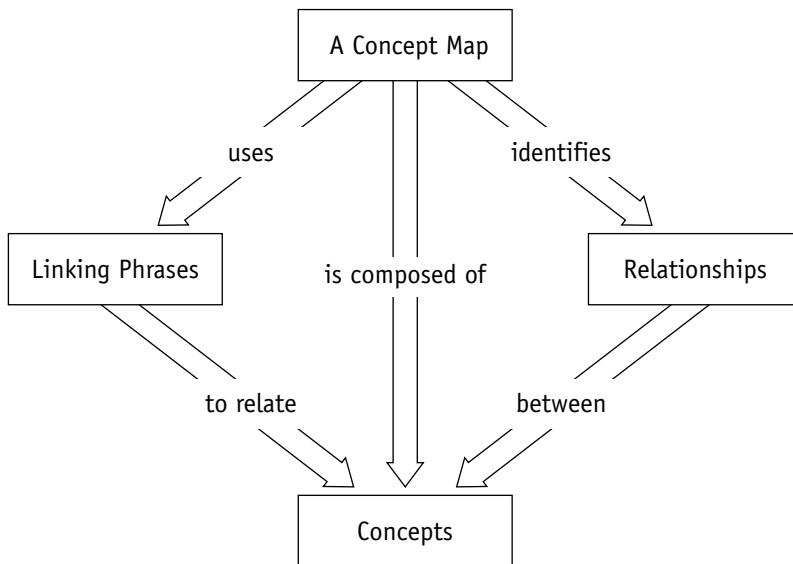 A Concept Map
uses
identifies
Linking Phrases
is composed of
Relationships
to relate
between
Concepts